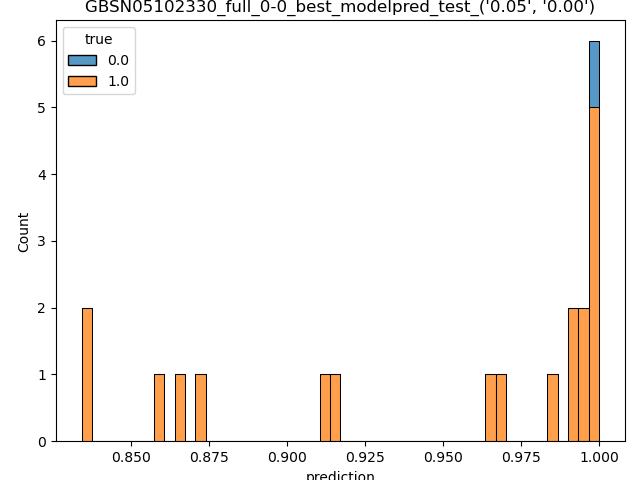 GBSN05102330_full_0-0_best_modelpred_test_('0.05', '0.00')
true
0.0
1.0
Count
6
5
4
3
2
1
0
0.850 0.875 0.900 0.925 0.950 0.975 1.000
prediction